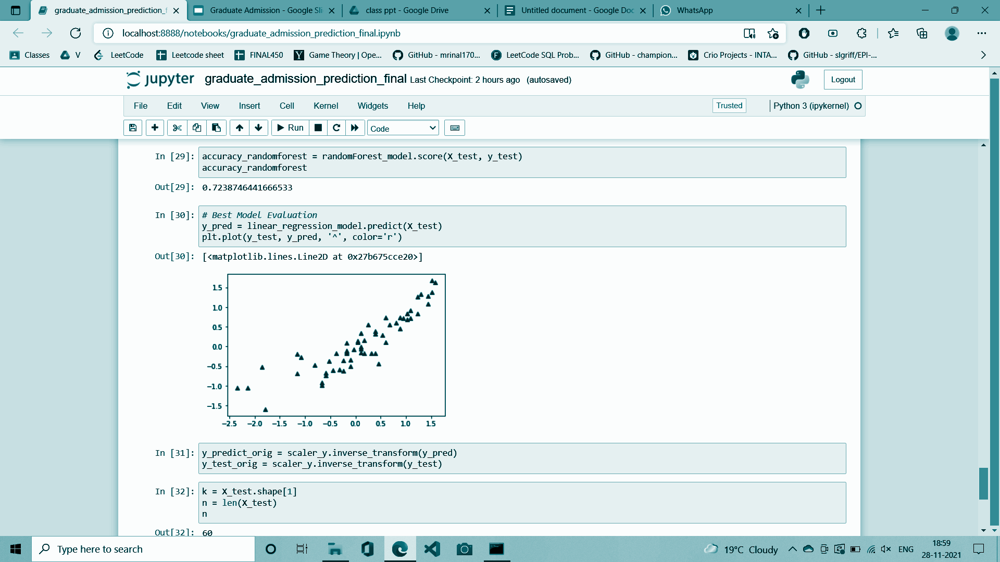 graduate_admission_prediction_f
Graduate Admission - Google Sli
class ppt - Google Drive
Untitled document - Google Doc
WhatsApp
localhost:8888/notebooks/graduate_admission_prediction_final.ipynb
Classes
V
LeetCode
Leetcode sheet
FINAL450
Game Theory | Ope...
GitHub - mrinal170...
LeetCode SQL Prob...
GitHub - champion...
Crio Projects - INTA...
GitHub - slgriff/EPI-...
jupyter graduate_admission_prediction_final Last Checkpoint: 2 hours ago (autosaved)
Logout
File Edit View Insert Cell Kernel Widgets Help
Trusted
Python 3 (ipykernel)
Run
Code
In [29]: accuracy_randomforest = randomForest_model.score(X_test, y_test)
accuracy_randomforest
Out[29]: 0.7238746441666533
In [30]: # Best Model Evaluation
y_pred = linear_regression_model.predict(X_test)
plt.plot(y_test, y_pred, '^', color='r')
Out[30]: [<matplotlib.lines.Line2D at 0x27b675cce20>]
1.5
1.0
0.5
0.0
−0.5
−1.0
−1.5
−2.5 −2.0 −1.5 −1.0 −0.5 0.0 0.5 1.0 1.5
In [31]: y_predict_orig = scaler_y.inverse_transform(y_pred)
y_test_orig = scaler_y.inverse_transform(y_test)
In [32]: k = X_test.shape[1]
n = len(X_test)
n
Out[32]: 60
Type here to search
19°C Cloudy
ENG
18:59
28-11-2021